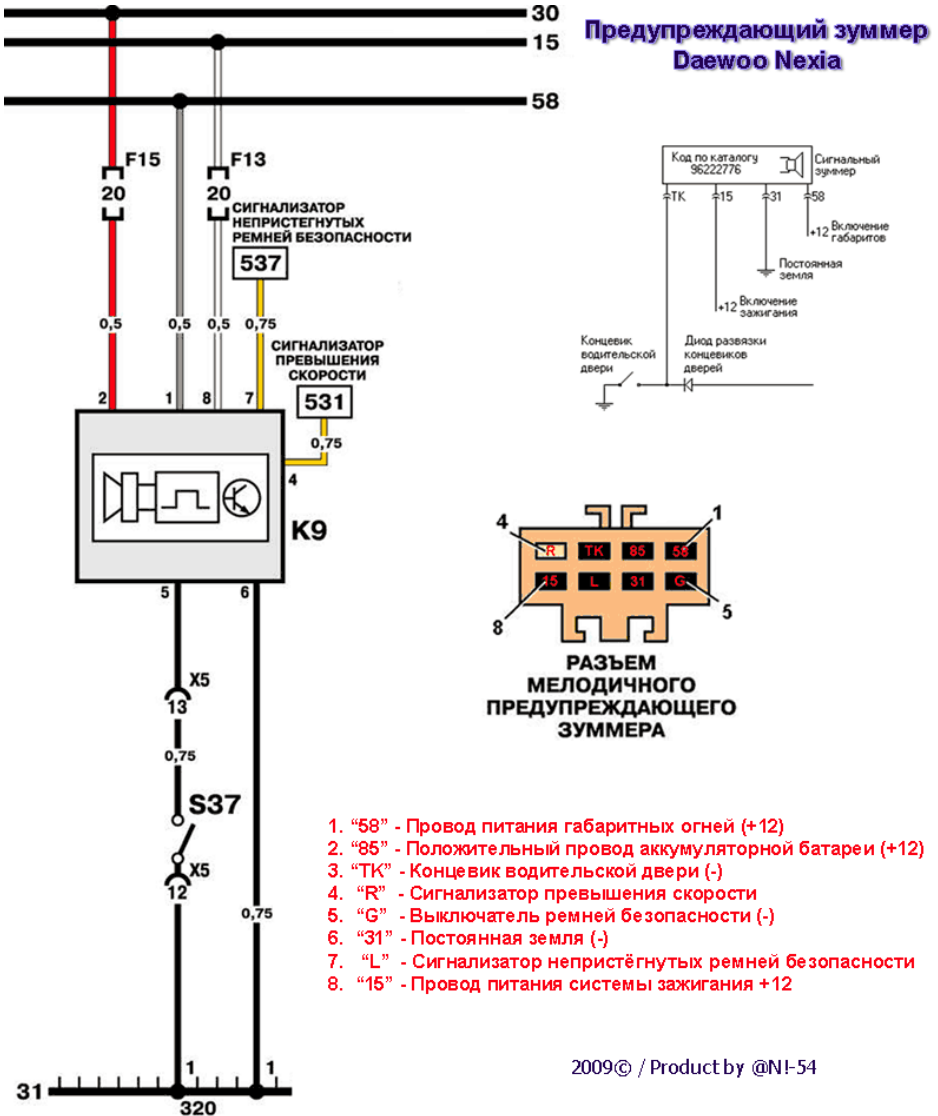 30
15
58
Предупреждающий зуммер
Daewoo Nexia
F15
20
F13
20
СИГНАЛИЗАТОР
НЕПРИСТЕГНУТЫХ
РЕМНЕЙ БЕЗОПАСНОСТИ
537
0,5
0,5
0,5
0,75
СИГНАЛИЗАТОР
ПРЕВЫШЕНИЯ
СКОРОСТИ
531
0,75
2
1
8
7
4
K9
5
6
X5
13
0,75
S37
X5
12
0,75
1
1
31
320
Код по каталогу
96222776
Сигнальный
зуммер
TK
15
31
58
+12 Включение
габаритов
Постоянная
земля
+12 Включение
зажигания
Концевик
водительской
двери
Диод развязки
концевиков
дверей
4
1
R
TK
85
58
15
L
31
G
8
5
РАЗЪЕМ
МЕЛОДИЧНОГО
ПРЕДУПРЕЖДАЮЩЕГО
ЗУММЕРА
1. “58” - Провод питания габаритных огней (+12)
2. “85” - Положительный провод аккумуляторной батареи (+12)
3. “TK” - Концевик водительской двери (-)
4. “R” - Сигнализатор превышения скорости
5. “G” - Выключатель ремней безопасности (-)
6. “31” - Постоянная земля (-)
7. “L” - Сигнализатор непристёгнутых ремней безопасности
8. “15” - Провод питания системы зажигания +12
2009© / Product by @N!-54